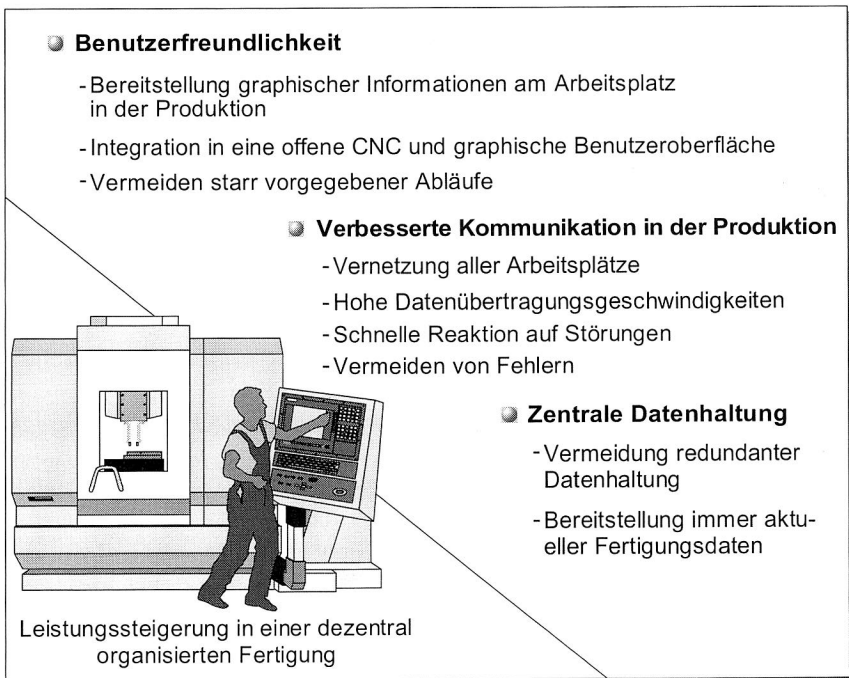 Benutzerfreundlichkeit
- Bereitstellung graphischer Informationen am Arbeitsplatz
in der Produktion
- Integration in eine offene CNC und graphische Benutzeroberfläche
- Vermeiden starr vorgegebener Abläufe
Verbesserte Kommunikation in der Produktion
- Vernetzung aller Arbeitsplätze
- Hohe Datenübertragungsgeschwindigkeiten
- Schnelle Reaktion auf Störungen
- Vermeiden von Fehlern
Zentrale Datenhaltung
- Vermeidung redundanter
Datenhaltung
- Bereitstellung immer aktu-
eller Fertigungsdaten
Leistungssteigerung in einer dezentral
organisierten Fertigung